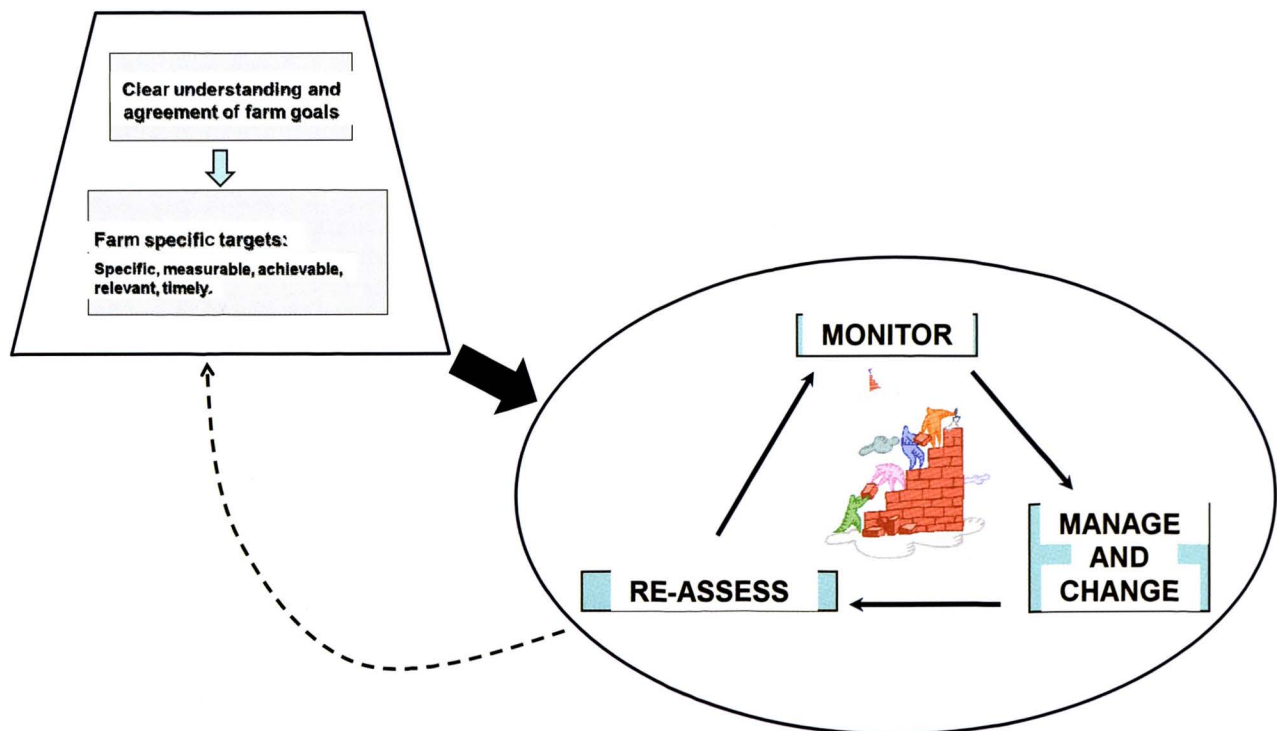 Clear understanding and
agreement of farm goals
Farm specific targets:
Specific, measurable, achievable,
relevant, timely.
MONITOR
MANAGE
AND
CHANGE
RE-ASSESS